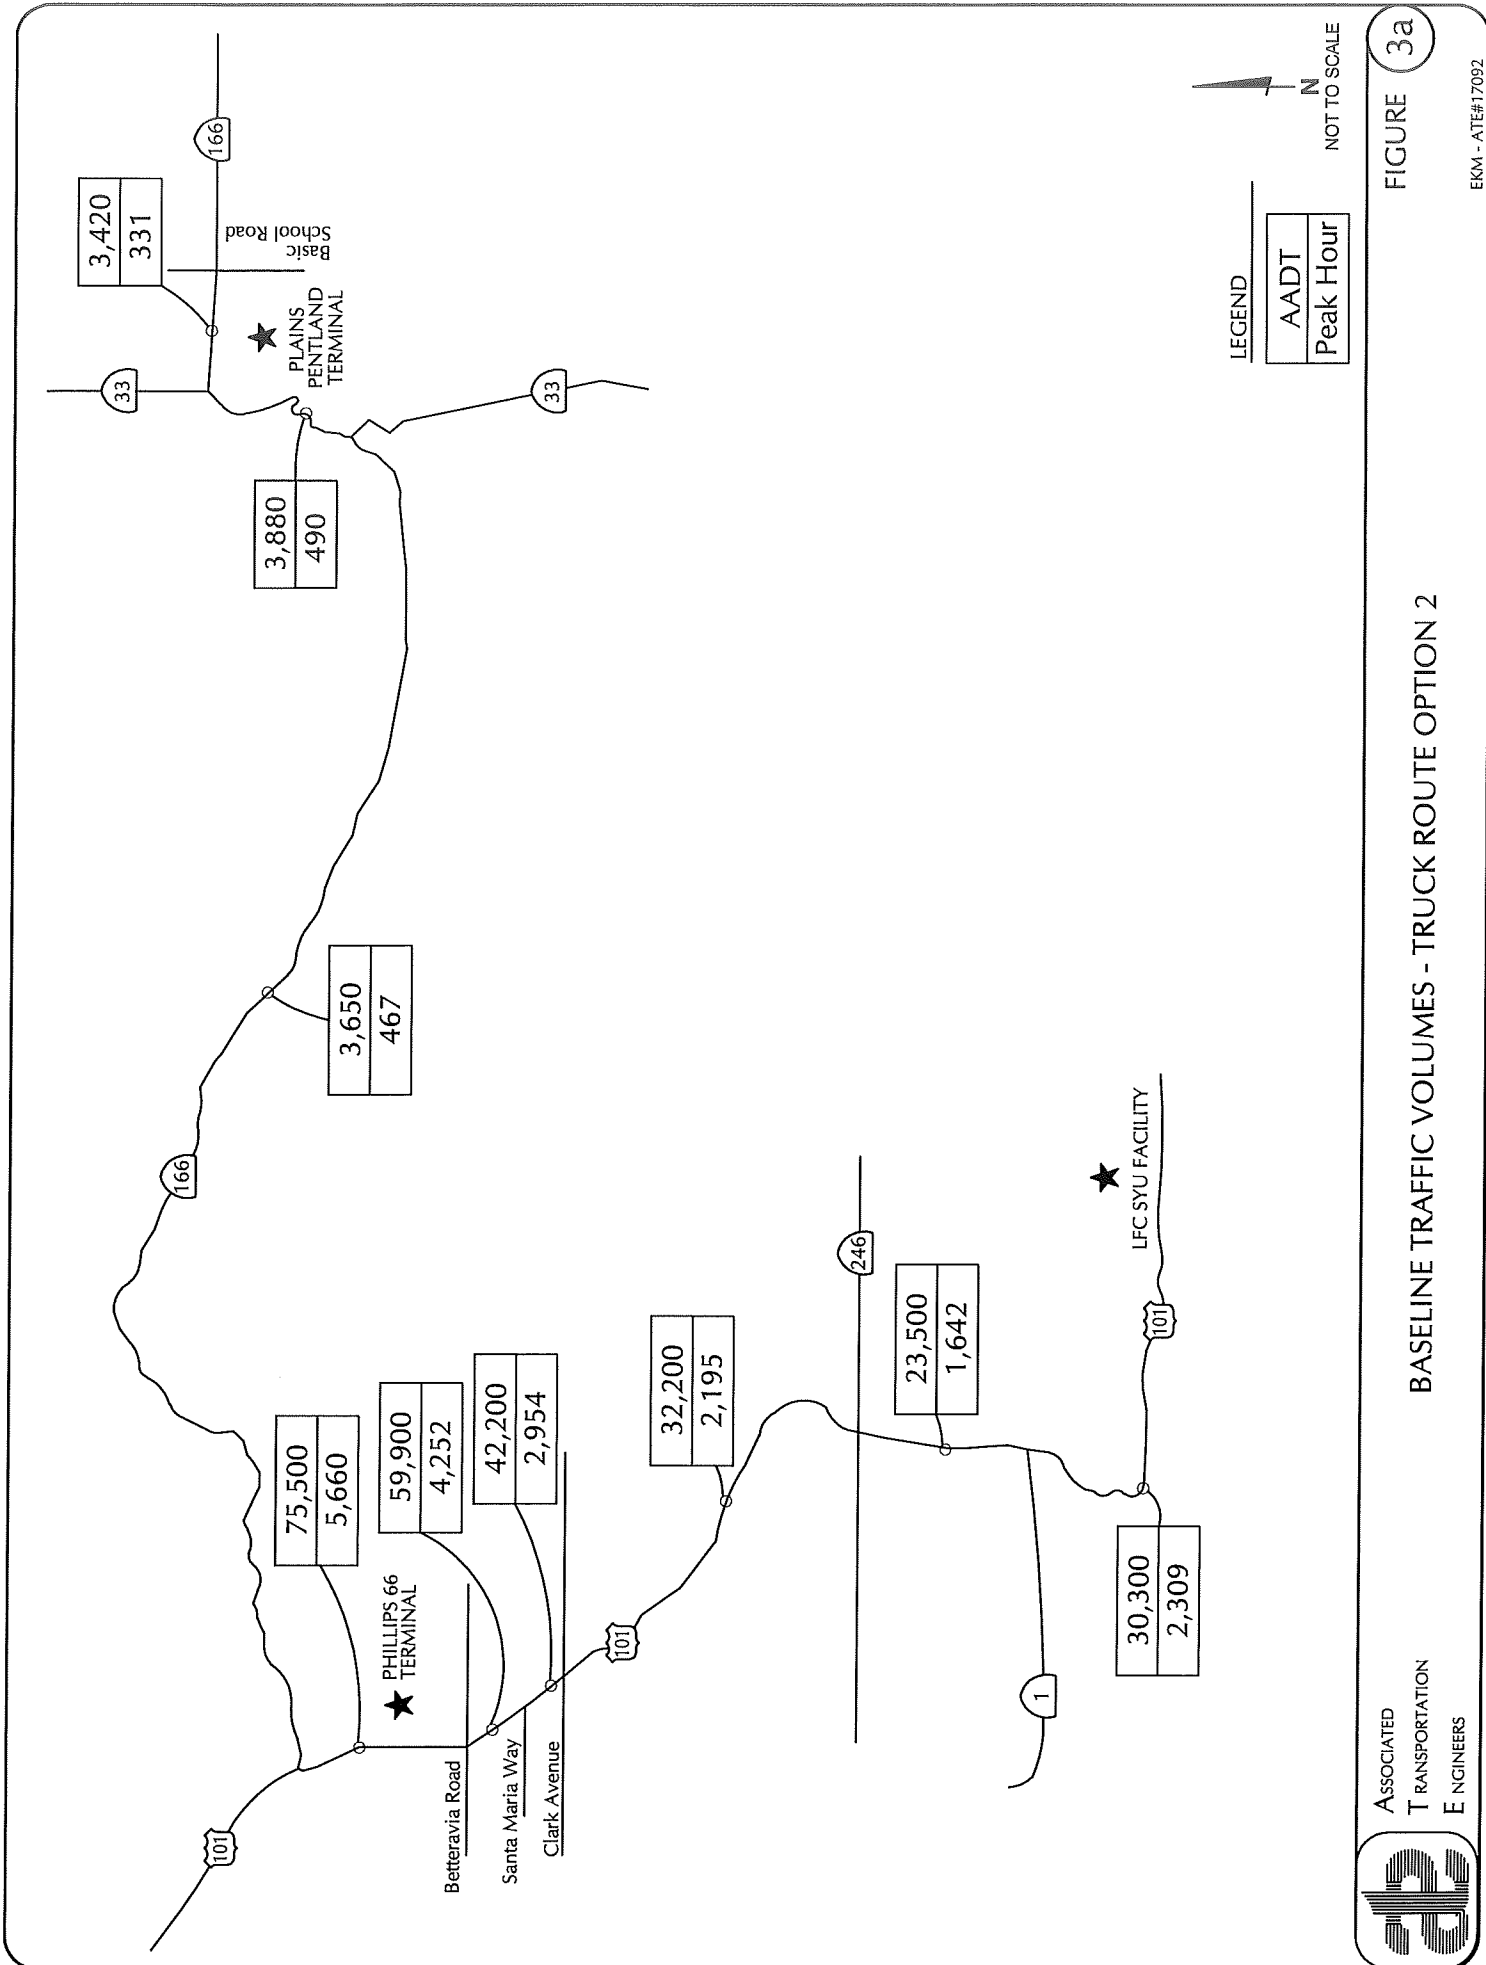 101
166
33
166
3,420
331
Basic
School Road
PLAINS
PENTLAND
TERMINAL
3,880
490
33
3,650
467
75,500
5,660
PHILLIPS 66
TERMINAL
59,900
4,252
42,200
2,954
Betteravia Road
Santa Maria Way
Clark Avenue
101
32,200
2,195
246
23,500
1,642
1
LFC SYU FACILITY
101
30,300
2,309
LEGEND
AADT
Peak Hour
N
NOT TO SCALE
ate
ASSOCIATED
TRANSPORTATION
ENGINEERS
BASELINE TRAFFIC VOLUMES - TRUCK ROUTE OPTION 2
FIGURE 3a
EKM - ATE#17092